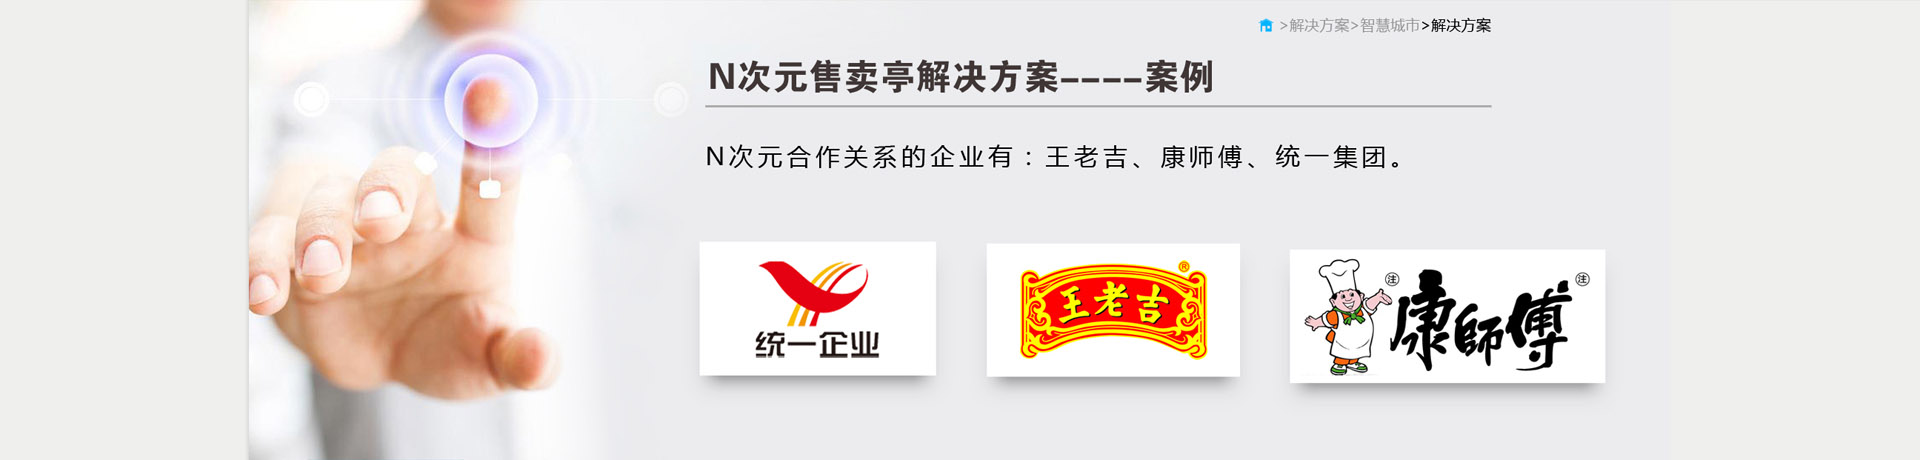 >解决方案>智慧城市>解决方案
N次元售卖亭解决方案----案例
N次元合作关系的企业有：王老吉、康师傅、统一集团。
统一企业
王老吉®
注康師傅注